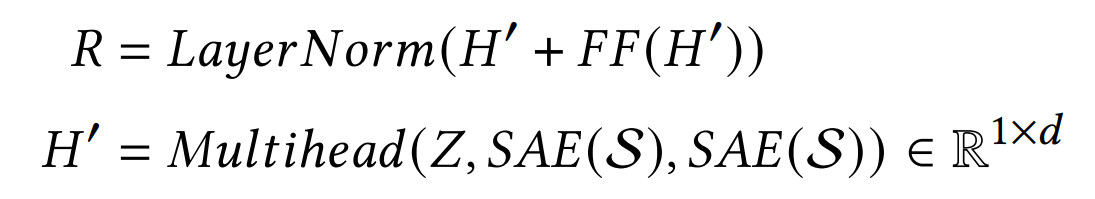 R = LayerNorm(H′ + FF(H′))
H′ = Multihead(Z, SAE(𝒮), SAE(𝒮)) ∈ ℝ^{1×d}